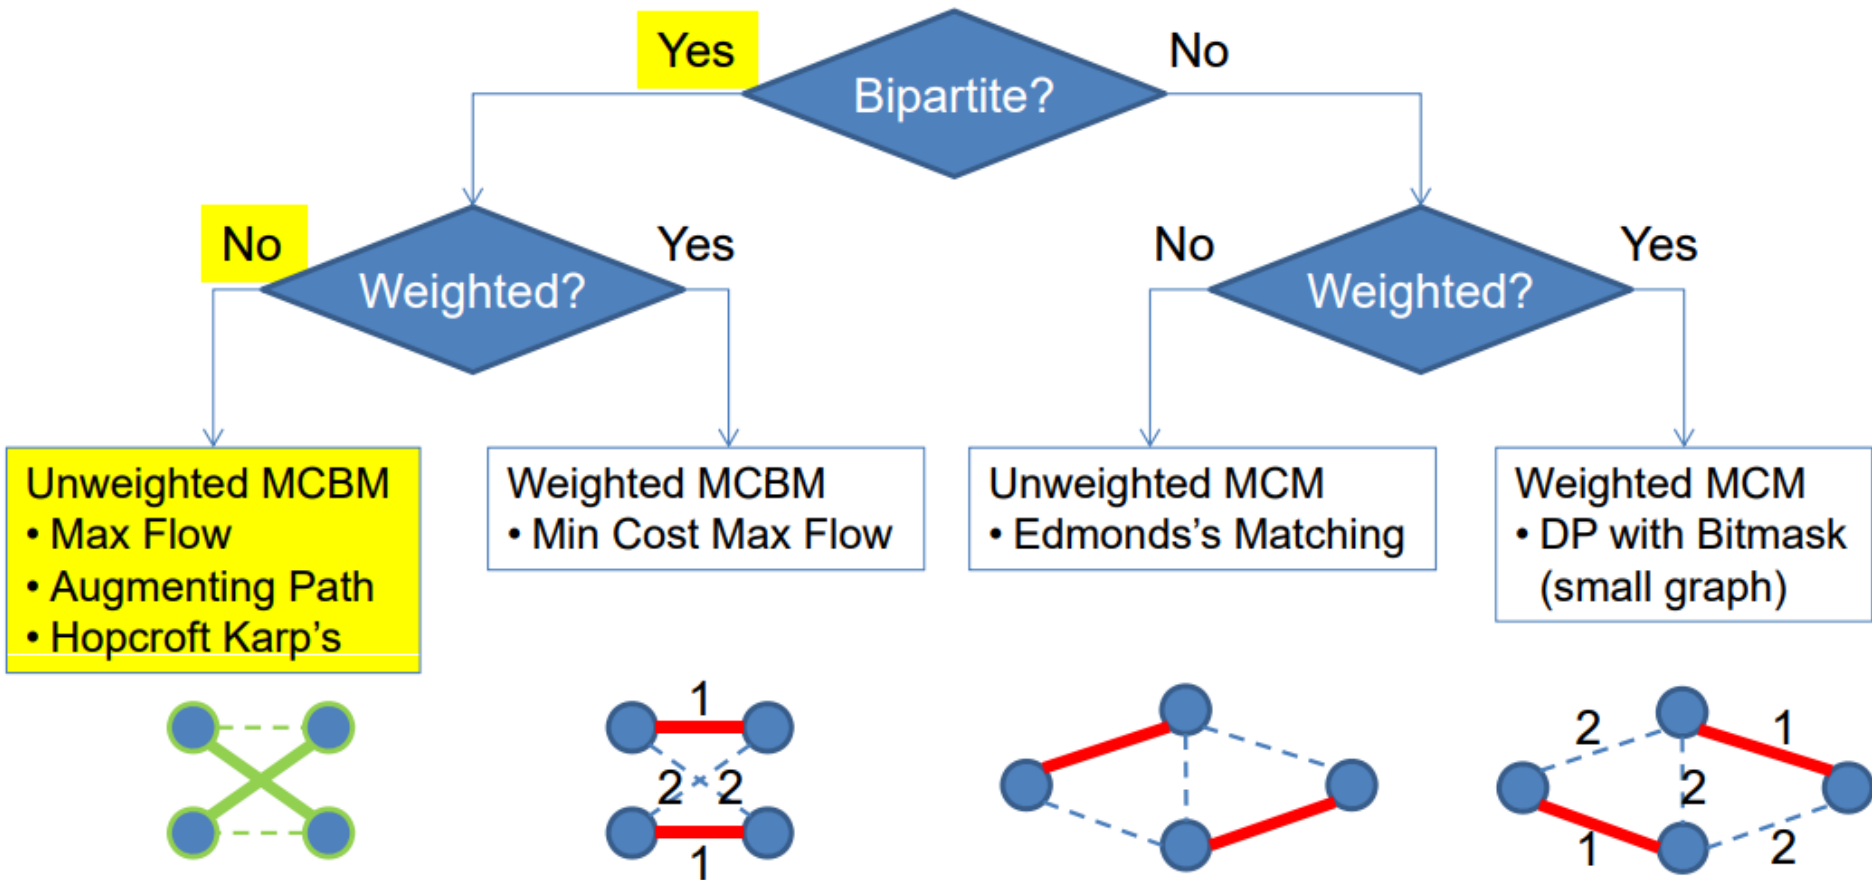 Yes
Bipartite?
No
No
Weighted?
Yes
No
Weighted?
Yes
Unweighted MCBM
• Max Flow
• Augmenting Path
• Hopcroft Karp's
Weighted MCBM
• Min Cost Max Flow
Unweighted MCM
• Edmonds's Matching
Weighted MCM
• DP with Bitmask
(small graph)
1
2 2
1
2
1
2
1
2